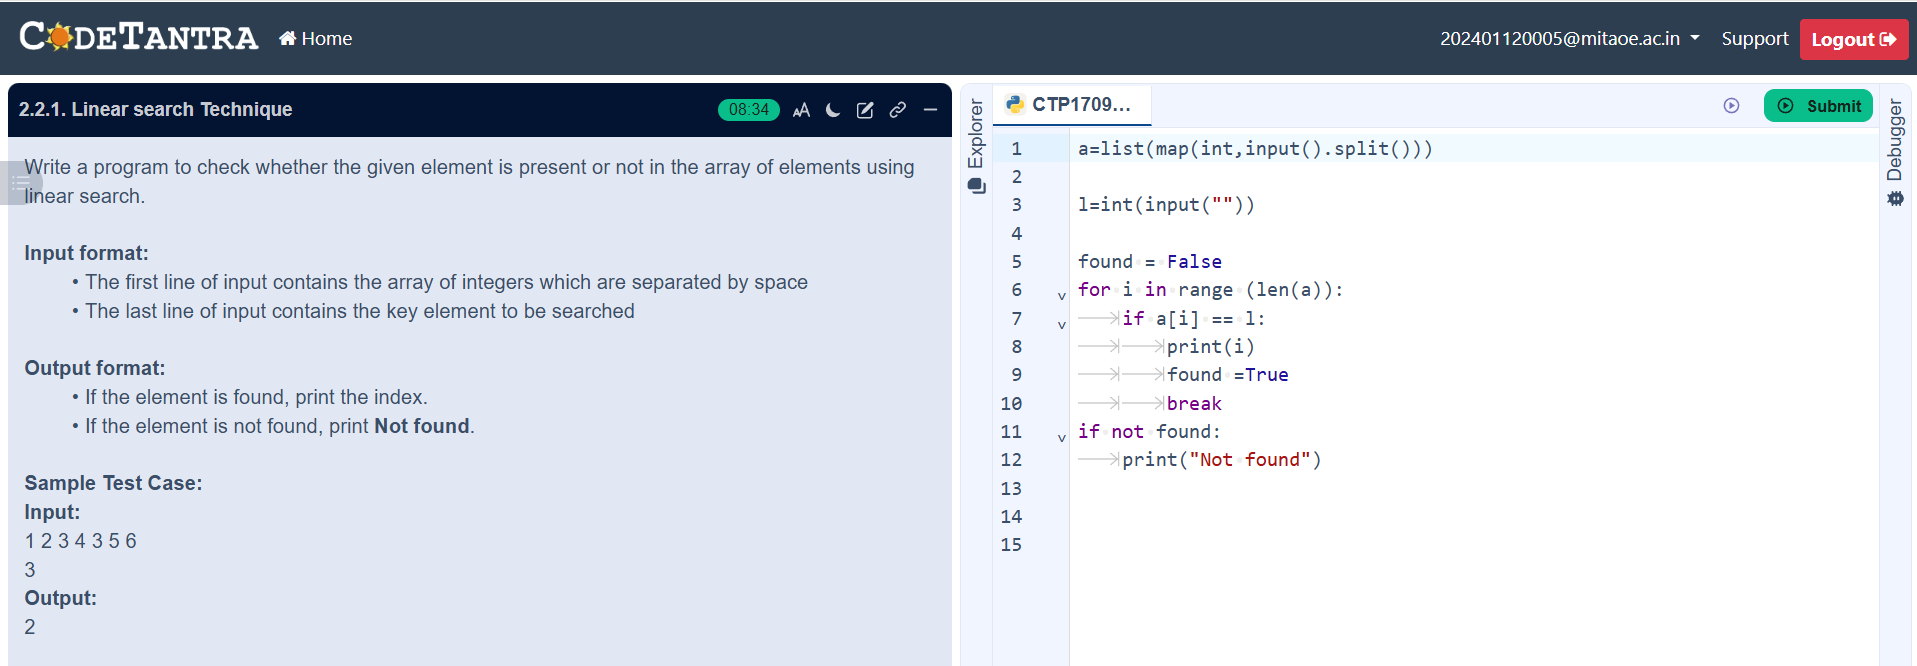 CODETANTRA Home 202401120005@mitaoe.ac.in Support Logout
2.2.1. Linear search Technique 08:34 AA
Write a program to check whether the given element is present or not in the array of elements using
linear search.
Input format:
• The first line of input contains the array of integers which are separated by space
• The last line of input contains the key element to be searched
Output format:
• If the element is found, print the index.
• If the element is not found, print Not found.
Sample Test Case:
Input:
1 2 3 4 3 5 6
3
Output:
2
Explorer
CTP1709...
Submit
1 a=list(map(int,input().split()))
2
3 l=int(input(""))
4
5 found = False
6 for i in range (len(a)):
7 if a[i] == l:
8 print(i)
9 found =True
10 break
11 if not found:
12 print("Not found")
13
14
15
Debugger